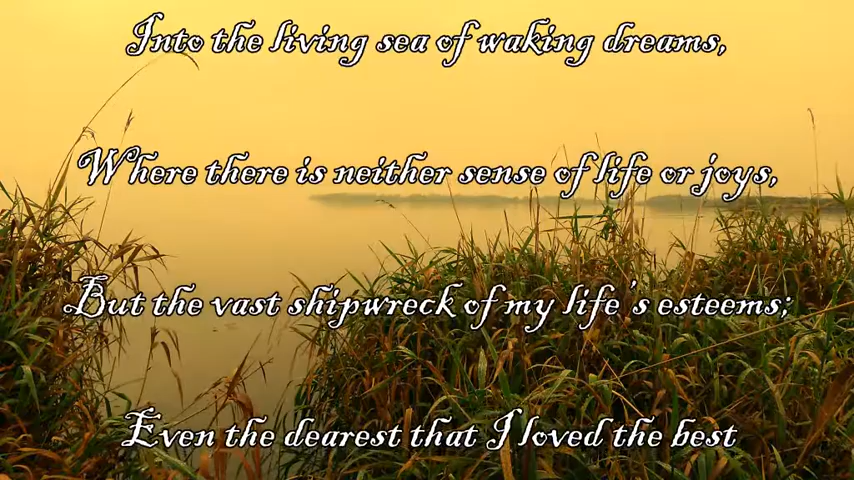 Into the living sea of waking dreams,
Where there is neither sense of life or joys,
But the vast shipwreck of my life's esteems;
Even the dearest that I loved the best